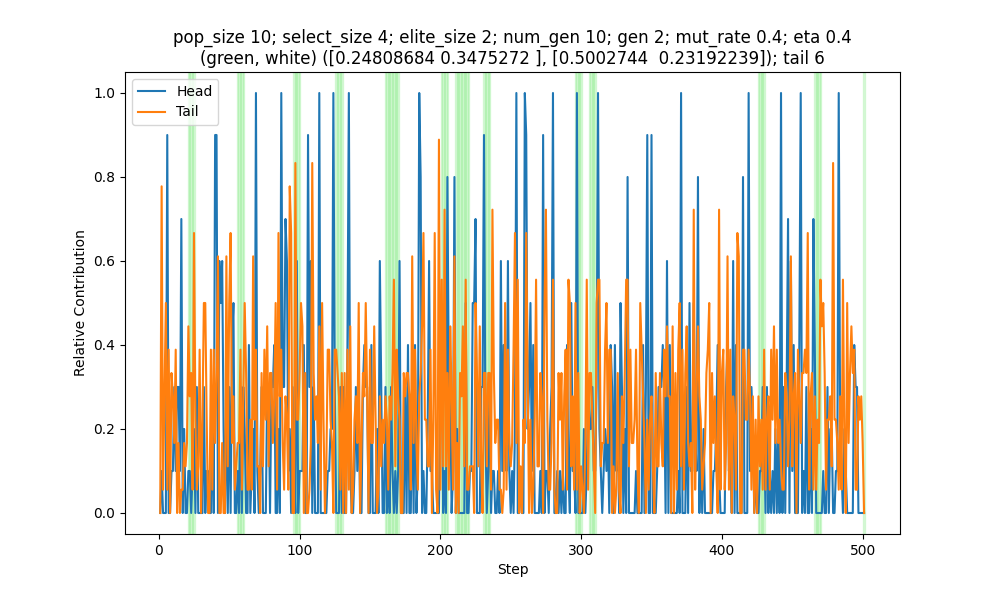 pop_size 10; select_size 4; elite_size 2; num_gen 10; gen 2; mut_rate 0.4; eta 0.4
(green, white) ([0.24808684 0.3475272 ], [0.5002744  0.23192239]); tail 6
Head
Tail
1.0
0.8
0.6
0.4
0.2
0.0
Relative Contribution
0
100
200
300
400
500
Step